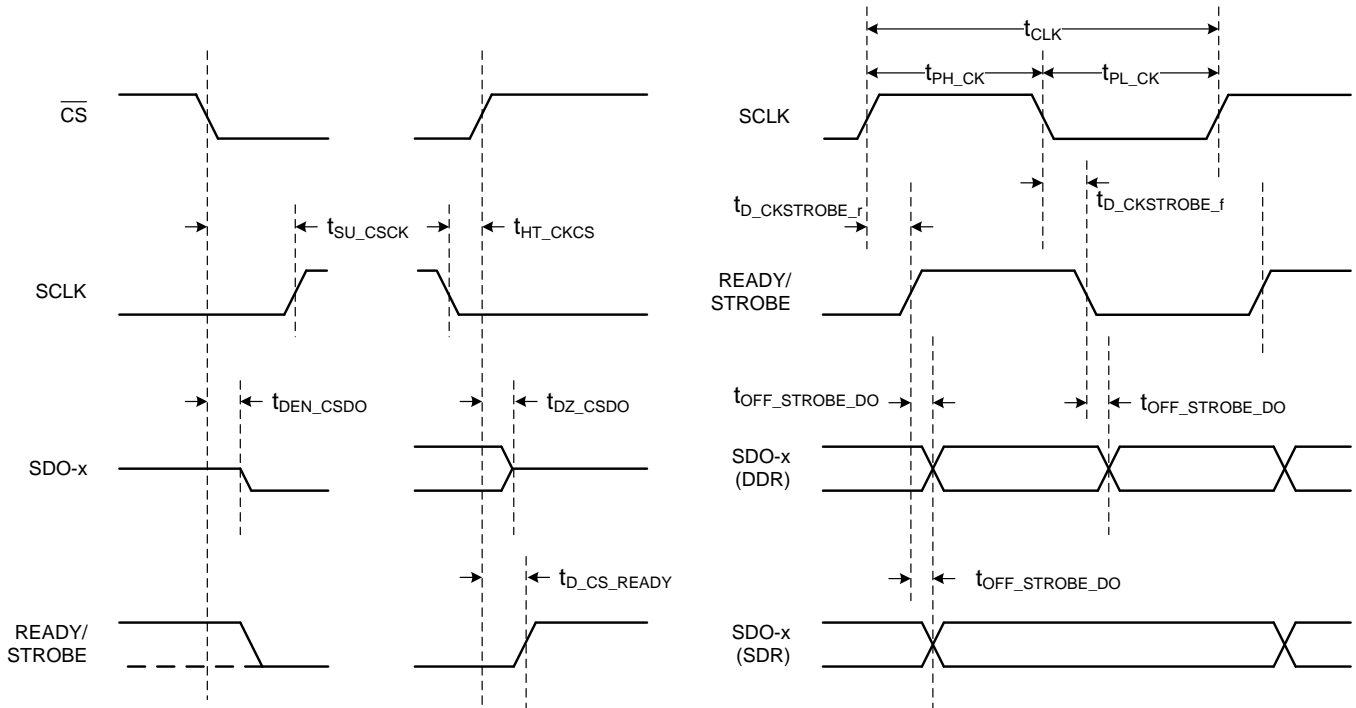 CS
SCLK
SDO-x
READY/
STROBE
tSU_CSCK
tHT_CKCS
tDEN_CSDO
tDZ_CSDO
tD_CS_READY
tCLK
tPH_CK
tPL_CK
SCLK
tD_CKSTROBE_r
tD_CKSTROBE_f
READY/
STROBE
tOFF_STROBE_DO
tOFF_STROBE_DO
SDO-x
(DDR)
tOFF_STROBE_DO
SDO-x
(SDR)